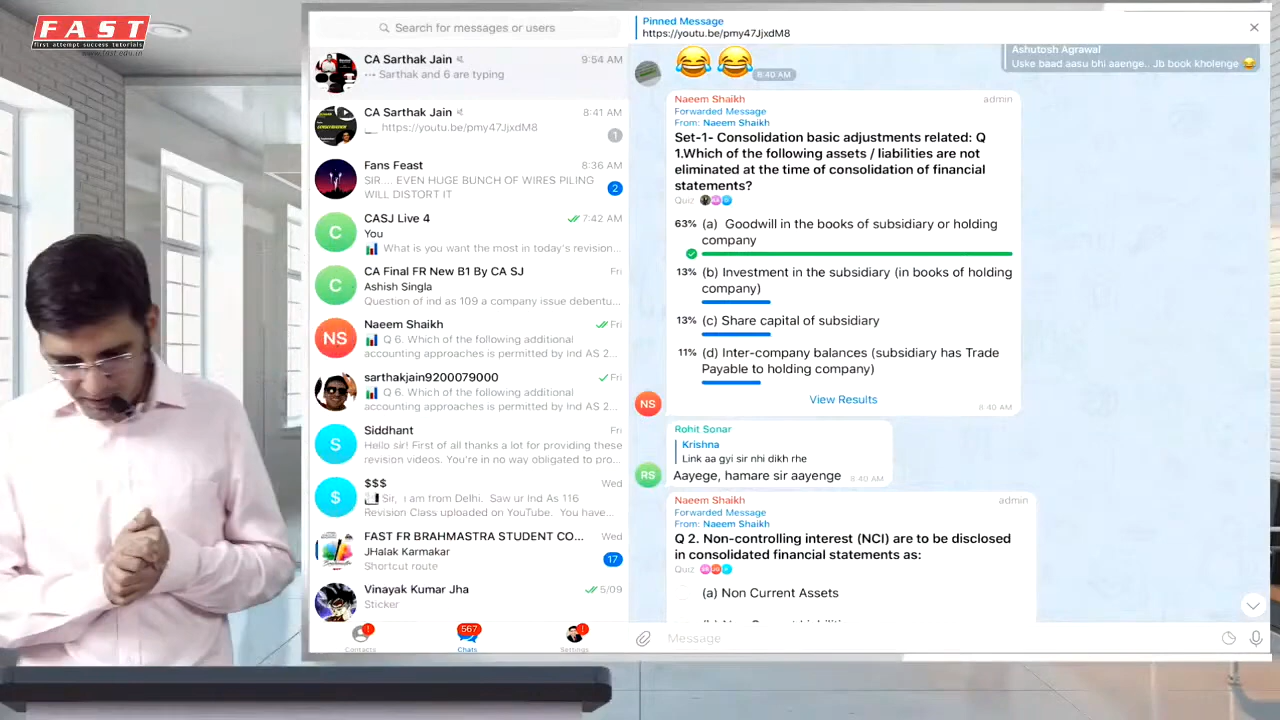 FAST
first attempt success tutorials
www.fast.edu.in
Search for messages or users
CA Sarthak Jain
9:54 AM
Sarthak and 6 are typing
CA Sarthak Jain
8:41 AM
https://youtu.be/pmy47JjxdM8
1
Fans Feast
8:36 AM
SIR ... EVEN HUGE BUNCH OF WIRES PILING
WILL DISTORT IT
2
C
CASJ Live 4
7:42 AM
You
What is you want the most in today's revision...
C
CA Final FR New B1 By CA SJ
Fri
Ashish Singla
Question of ind as 109 a company issue debentu...
NS
Naeem Shaikh
Fri
Q 6. Which of the following additional
accounting approaches is permitted by Ind AS 2...
sarthakjain9200079000
Fri
Q 6. Which of the following additional
accounting approaches is permitted by Ind AS 2...
S
Siddhant
Fri
Hello sir! First of all thanks a lot for providing these
revision videos. You're in no way obligated to pro...
$
$$$
Wed
Sir, i am from Delhi. Saw ur Ind As 116
Revision Class uploaded on YouTube. You have...
FAST FR BRAHMASTRA STUDENT CO...
Wed
JHalak Karmakar
Shortcut route
17
Vinayak Kumar Jha
5/09
Sticker
1
567
1
Contacts
Chats
Settings
Pinned Message
https://youtu.be/pmy47JjxdM8
Ashutosh Agrawal
Uske baad aasu bhi aaenge.. Jb book kholenge
8:40 AM
Naeem Shaikh
admin
Forwarded Message
From: Naeem Shaikh
Set-1- Consolidation basic adjustments related: Q
1.Which of the following assets / liabilities are not
eliminated at the time of consolidation of financial
statements?
Quiz
63% (a) Goodwill in the books of subsidiary or holding
company
13% (b) Investment in the subsidiary (in books of holding
company)
13% (c) Share capital of subsidiary
11% (d) Inter-company balances (subsidiary has Trade
Payable to holding company)
View Results
8:40 AM
NS
Rohit Sonar
Krishna
Link aa gyi sir nhi dikh rhe
Aayege, hamare sir aayenge
8:40 AM
RS
Naeem Shaikh
admin
Forwarded Message
From: Naeem Shaikh
Q 2. Non-controlling interest (NCI) are to be disclosed
in consolidated financial statements as:
Quiz
(a) Non Current Assets
Message